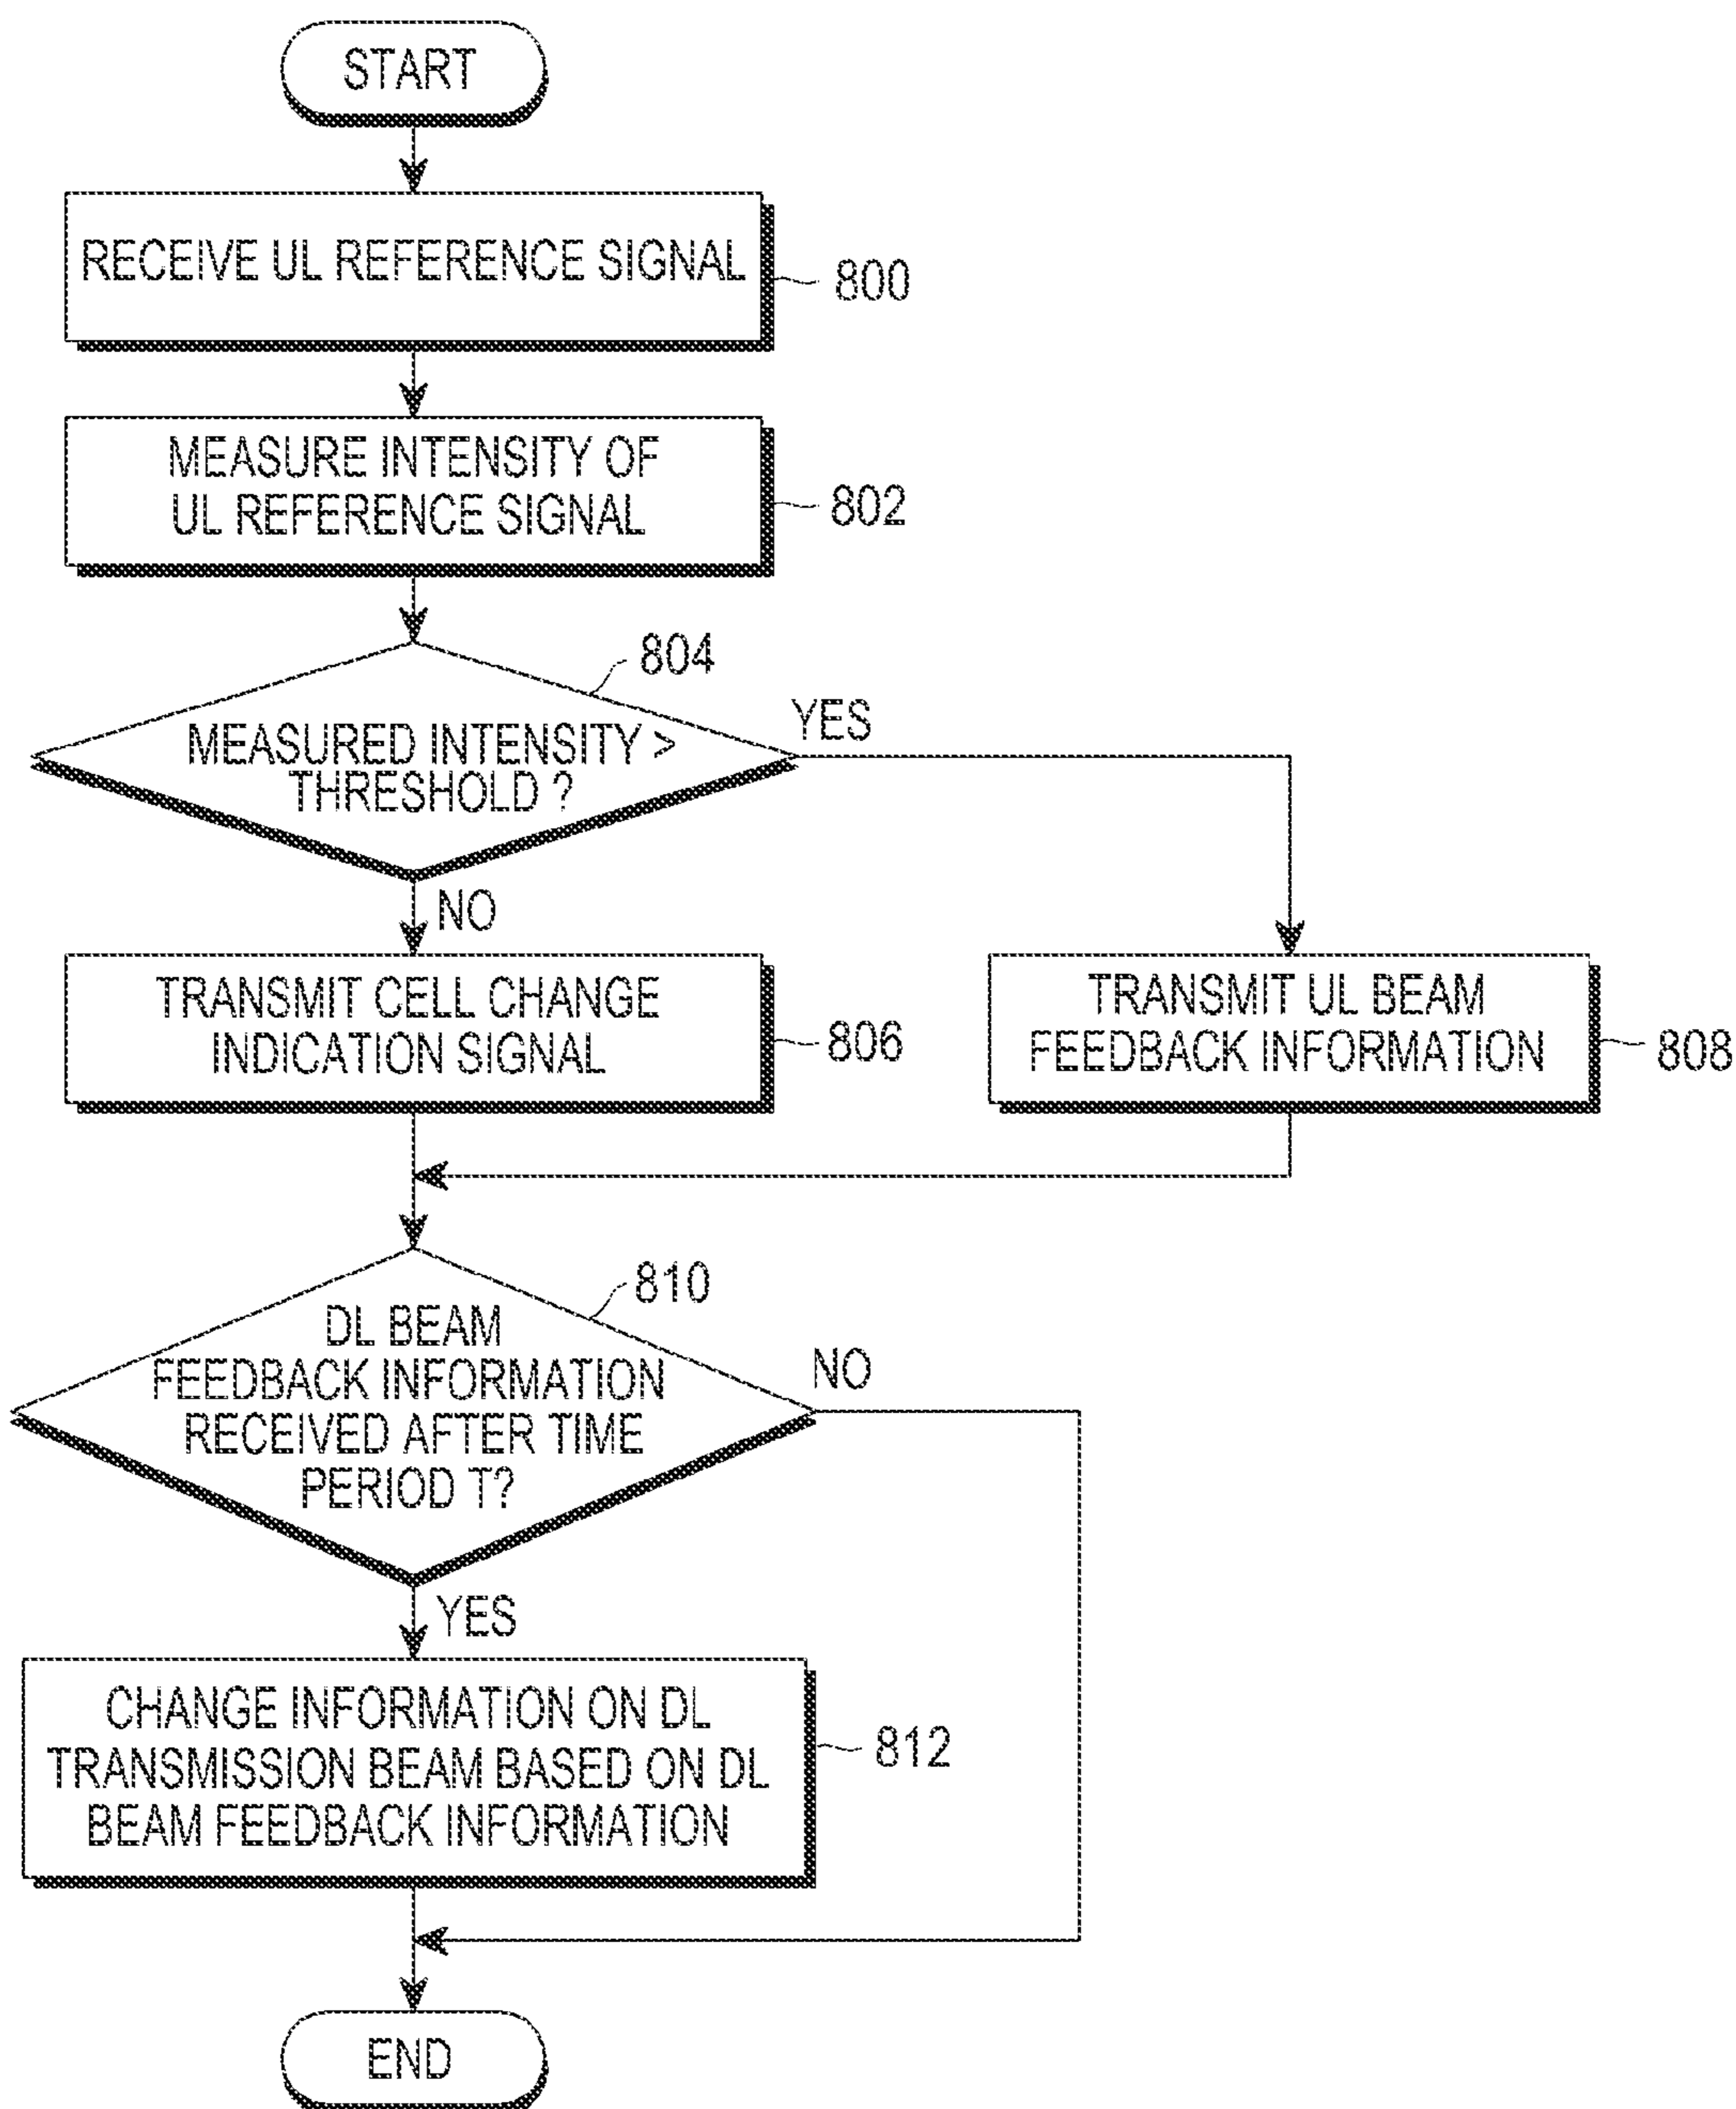 START
RECEIVE UL REFERENCE SIGNAL
800
MEASURE INTENSITY OF
UL REFERENCE SIGNAL
802
804
MEASURED INTENSITY >
THRESHOLD ?
YES
NO
TRANSMIT CELL CHANGE
INDICATION SIGNAL
806
TRANSMIT UL BEAM
FEEDBACK INFORMATION
808
810
DL BEAM
FEEDBACK INFORMATION
RECEIVED AFTER TIME
PERIOD T?
NO
YES
CHANGE INFORMATION ON DL
TRANSMISSION BEAM BASED ON DL
BEAM FEEDBACK INFORMATION
812
END